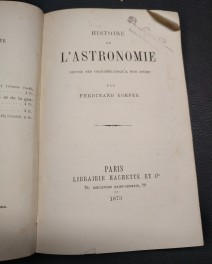 HISTOIRE
DE
L'ASTRONOMIE
DEPUIS SES ORIGINES JUSQU'A NOS JOURS
PAR
FERDINAND HOEFER
PARIS
LIBRAIRIE HACHETTE ET Cie
79, BOULEVARD SAINT-GERMAIN, 79
1873